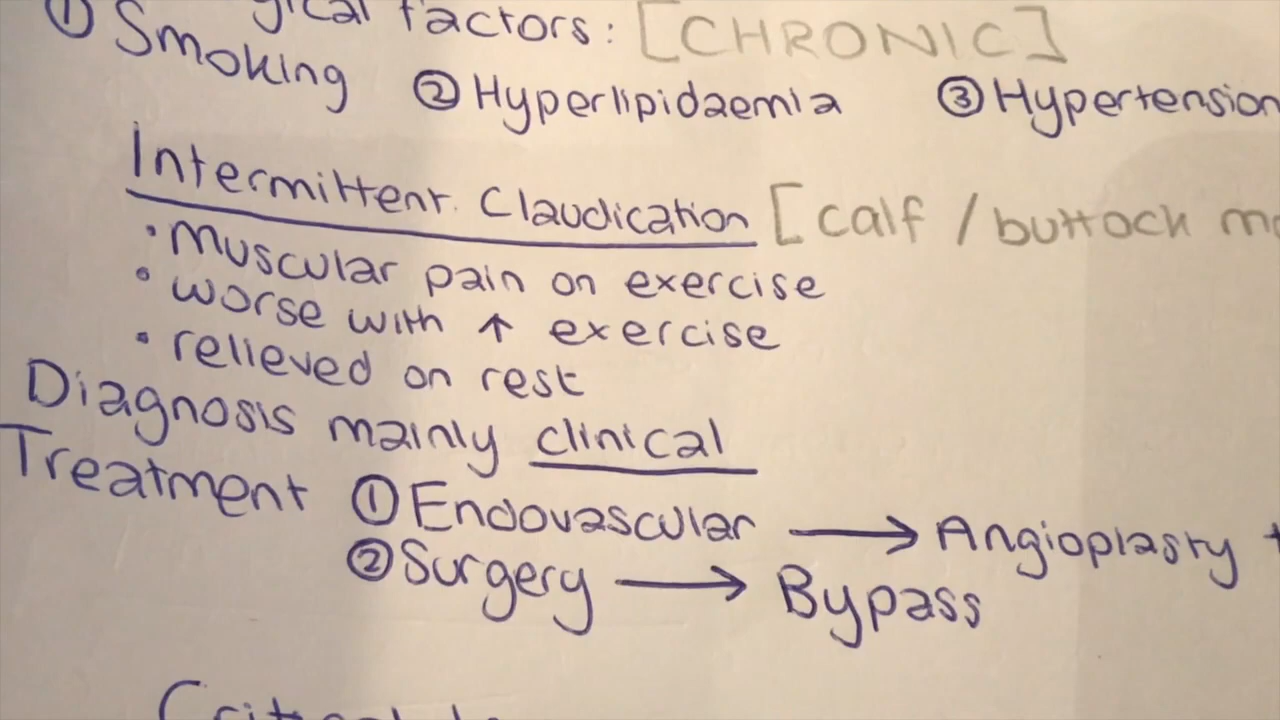 factors: [CHRONIC]
① Smoking ② Hyperlipidaemia ③ Hypertension
Intermittent Claudication [calf / buttock
• Muscular pain on exercise
• worse with ↑ exercise
• relieved on rest
Diagnosis mainly clinical
Treatment ① Endovascular → Angioplasty
② Surgery → Bypass